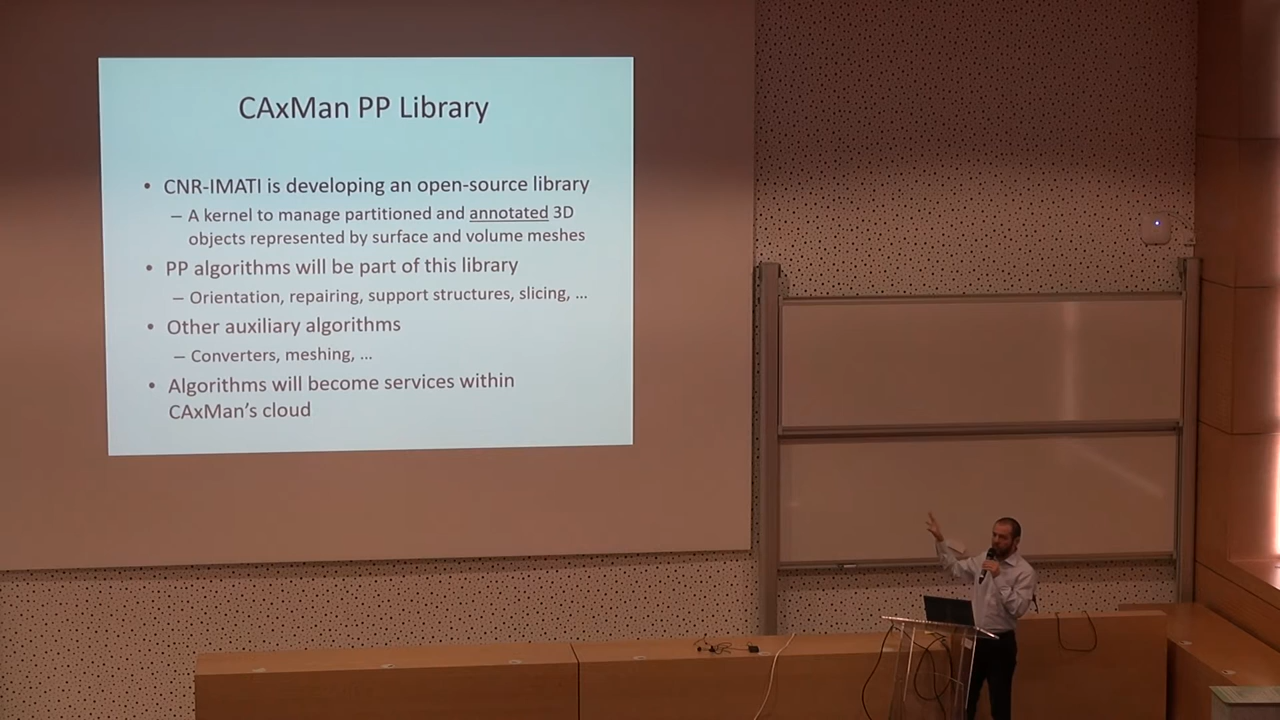 CAxMan PP Library
• CNR-IMATI is developing an open-source library
– A kernel to manage partitioned and annotated 3D
objects represented by surface and volume meshes
• PP algorithms will be part of this library
– Orientation, repairing, support structures, slicing, ...
• Other auxiliary algorithms
– Converters, meshing, ...
• Algorithms will become services within
CAxMan's cloud